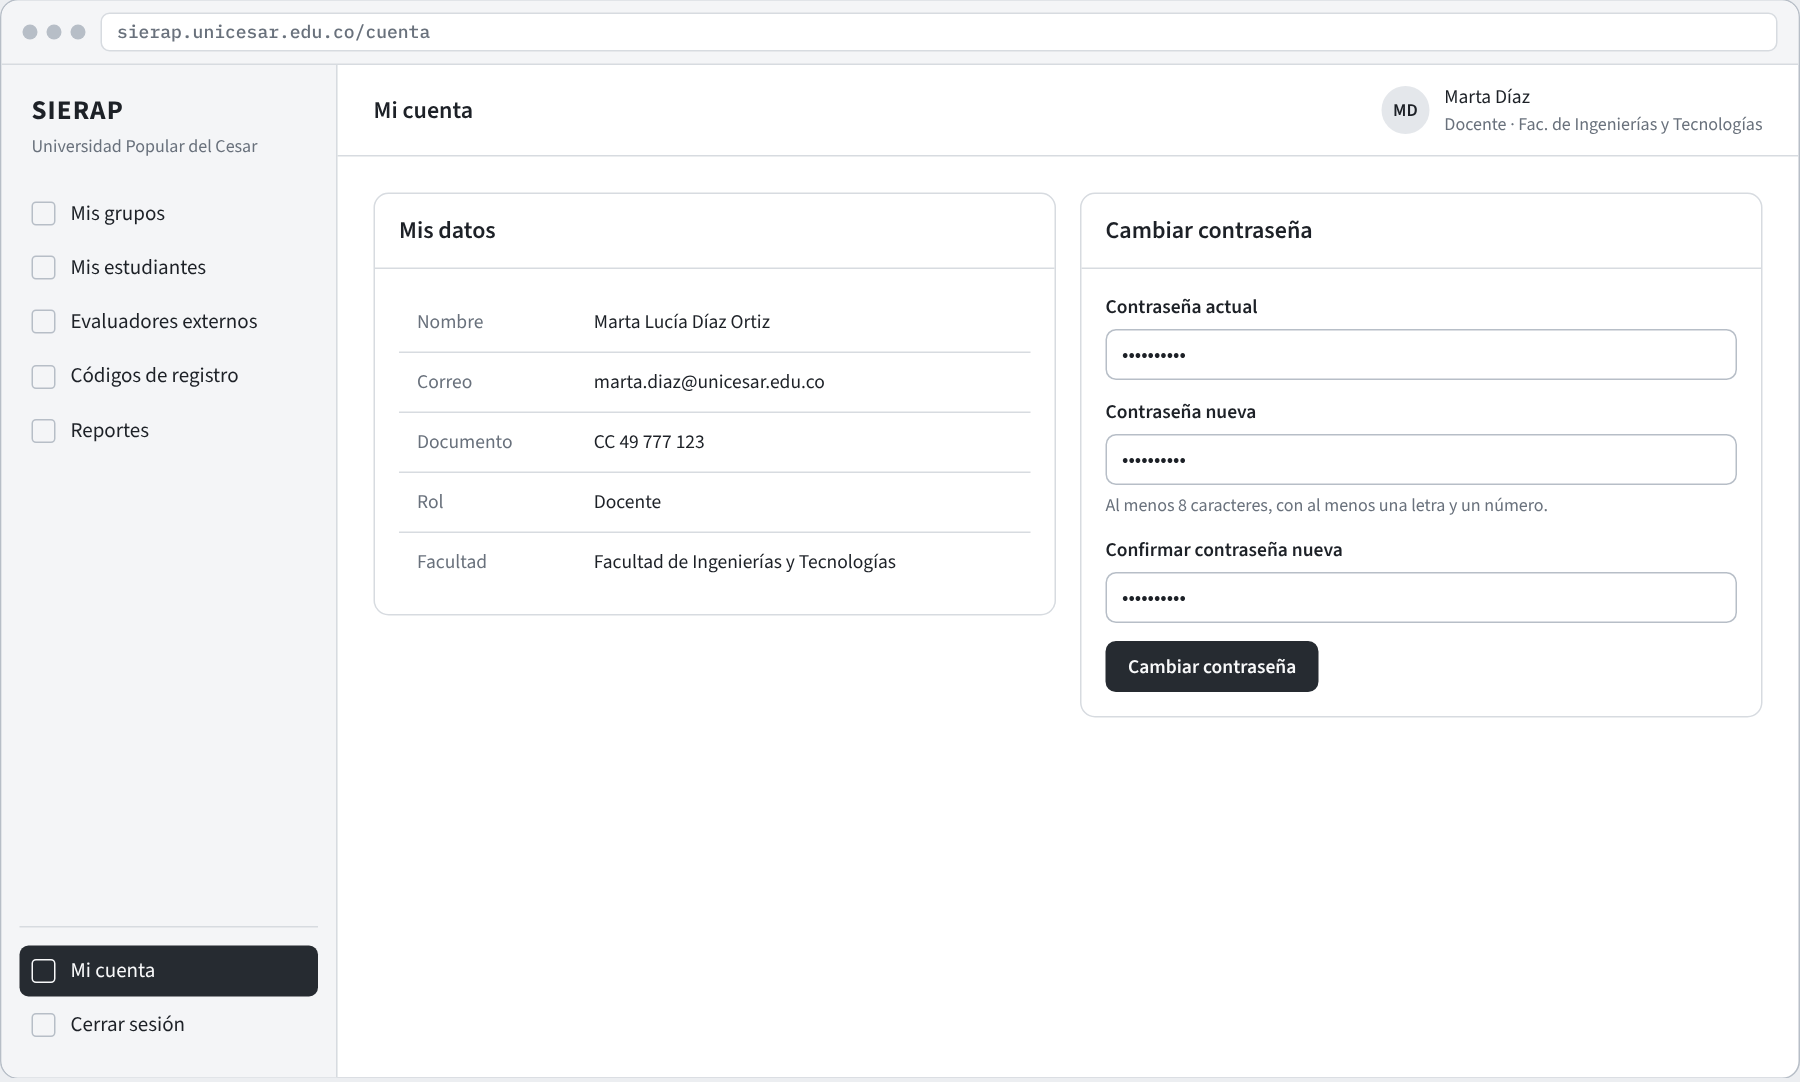 sierap.unicesar.edu.co/cuenta
SIERAP
Universidad Popular del Cesar
Mis grupos
Mis estudiantes
Evaluadores externos
Códigos de registro
Reportes
Mi cuenta
Cerrar sesión
Mi cuenta
MD
Marta Díaz
Docente · Fac. de Ingenierías y Tecnologías
Mis datos
Nombre Marta Lucía Díaz Ortiz
Correo marta.diaz@unicesar.edu.co
Documento CC 49 777 123
Rol Docente
Facultad Facultad de Ingenierías y Tecnologías
Cambiar contraseña
Contraseña actual
••••••••••
Contraseña nueva
••••••••••
Al menos 8 caracteres, con al menos una letra y un número.
Confirmar contraseña nueva
••••••••••
Cambiar contraseña